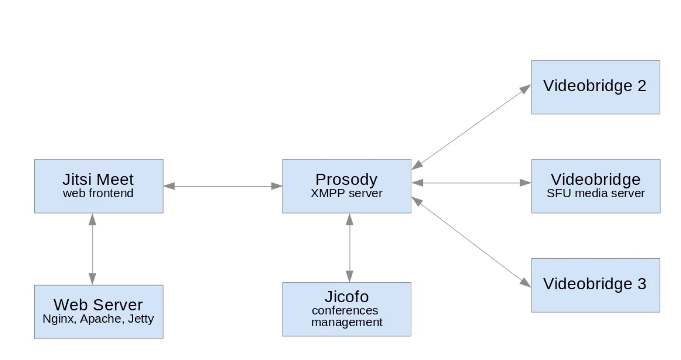 Videobridge 2
Jitsi Meet
web frontend
Prosody
XMPP server
Videobridge
SFU media server
Web Server
Nginx, Apache, Jetty
Jicofo
conferences
management
Videobridge 3